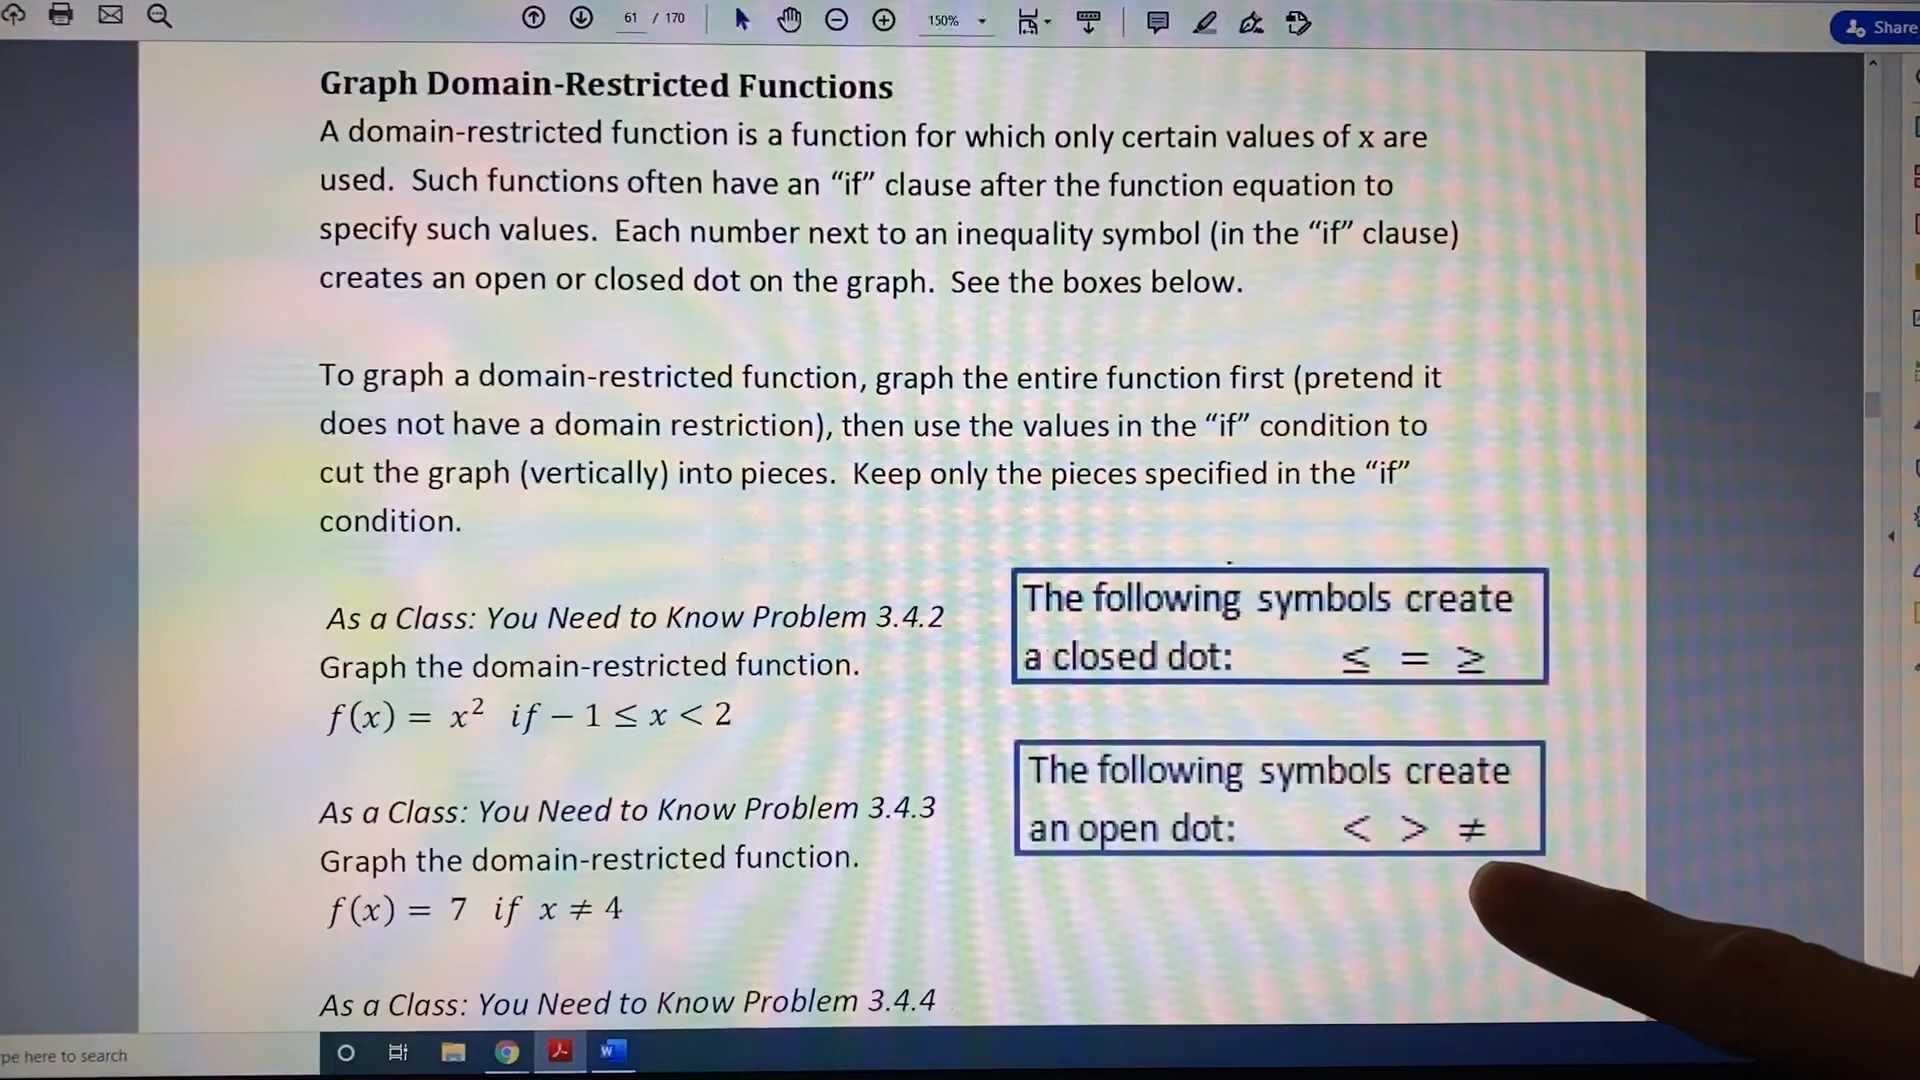 61 / 170
150%
Share
Graph Domain-Restricted Functions
A domain-restricted function is a function for which only certain values of x are
used. Such functions often have an “if” clause after the function equation to
specify such values. Each number next to an inequality symbol (in the “if” clause)
creates an open or closed dot on the graph. See the boxes below.
To graph a domain-restricted function, graph the entire function first (pretend it
does not have a domain restriction), then use the values in the “if” condition to
cut the graph (vertically) into pieces. Keep only the pieces specified in the “if”
condition.
As a Class: You Need to Know Problem 3.4.2
Graph the domain-restricted function.
f(x) = x² if − 1 ≤ x < 2
The following symbols create
a closed dot: ≤ = ≥
The following symbols create
an open dot: < > ≠
As a Class: You Need to Know Problem 3.4.3
Graph the domain-restricted function.
f(x) = 7 if x ≠ 4
As a Class: You Need to Know Problem 3.4.4
pe here to search